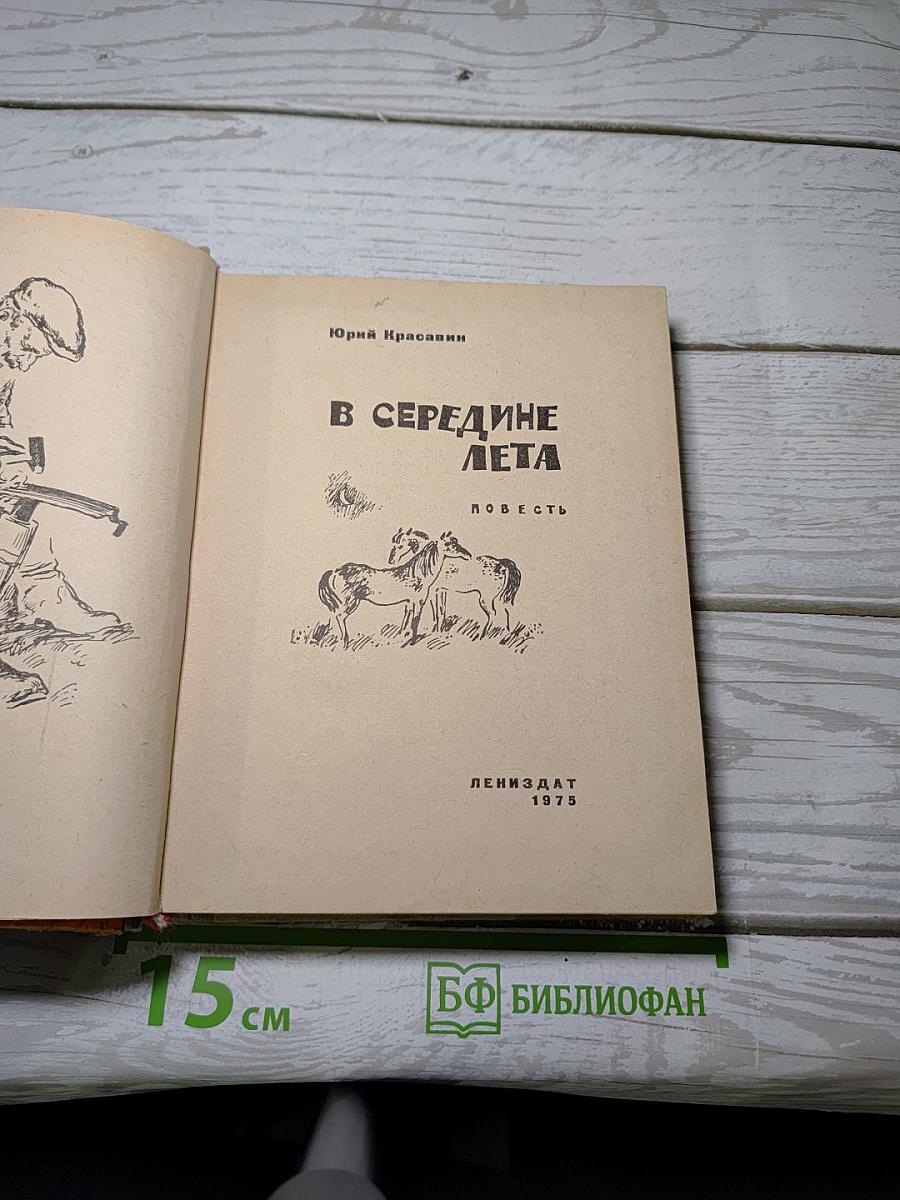 Юрий Красавин
В СЕРЕДИНЕ
ЛЕТА
ПОВЕСТЬ
ЛЕНИЗДАТ
1975
15 см
БФ БИБЛИОФАН